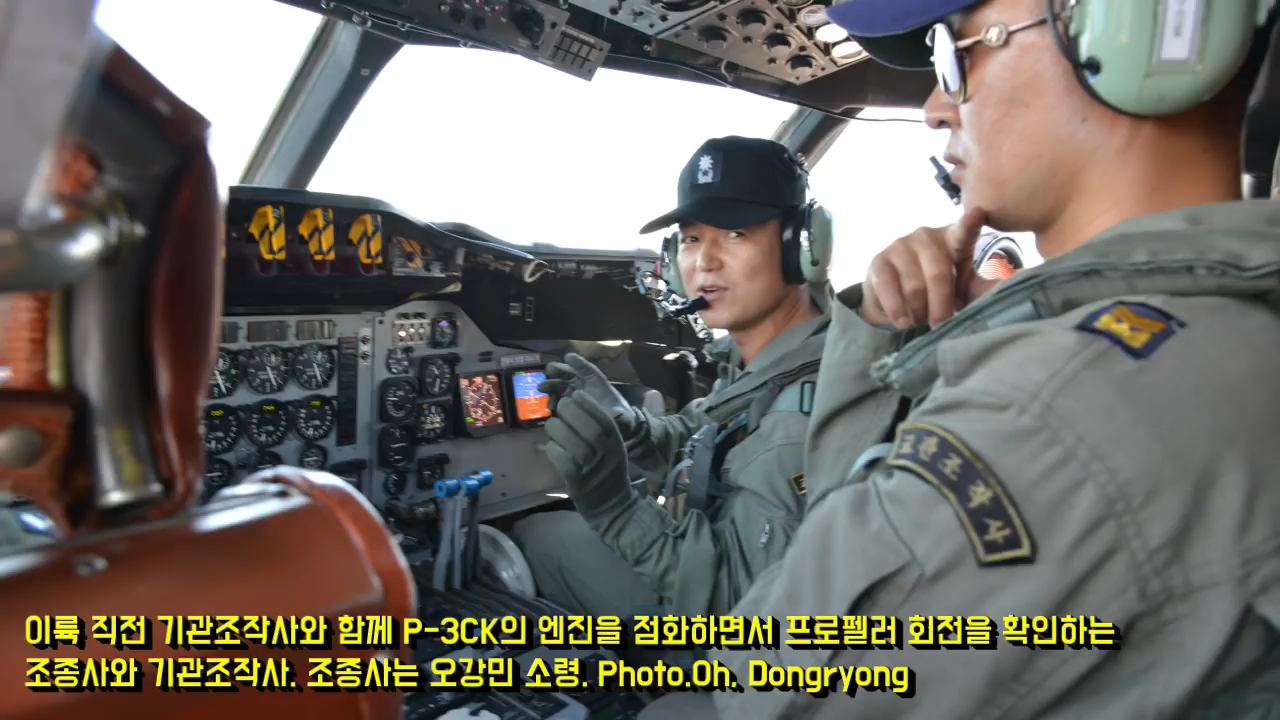 기관조작사
이륙 직전 기관조작사와 함께 P-3CK의 엔진을 점화하면서 프로펠러 회전을 확인하는
조종사와 기관조작사. 조종사는 오강민 소령. Photo.Oh. Dongryong